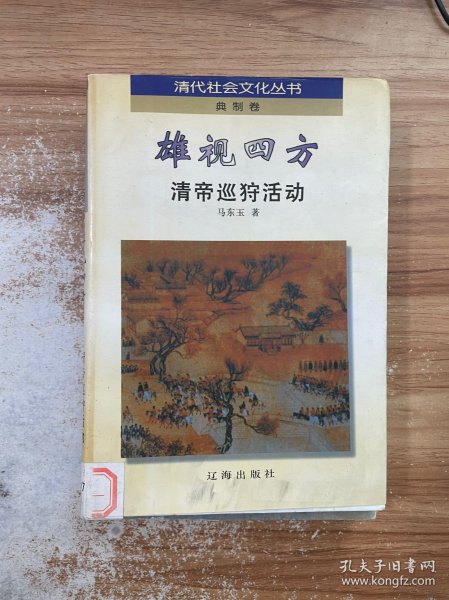 清代社会文化丛书
典制卷
雄视四方
清帝巡狩活动
马东玉 著
辽海出版社
孔夫子旧书网
www.kongfz.com